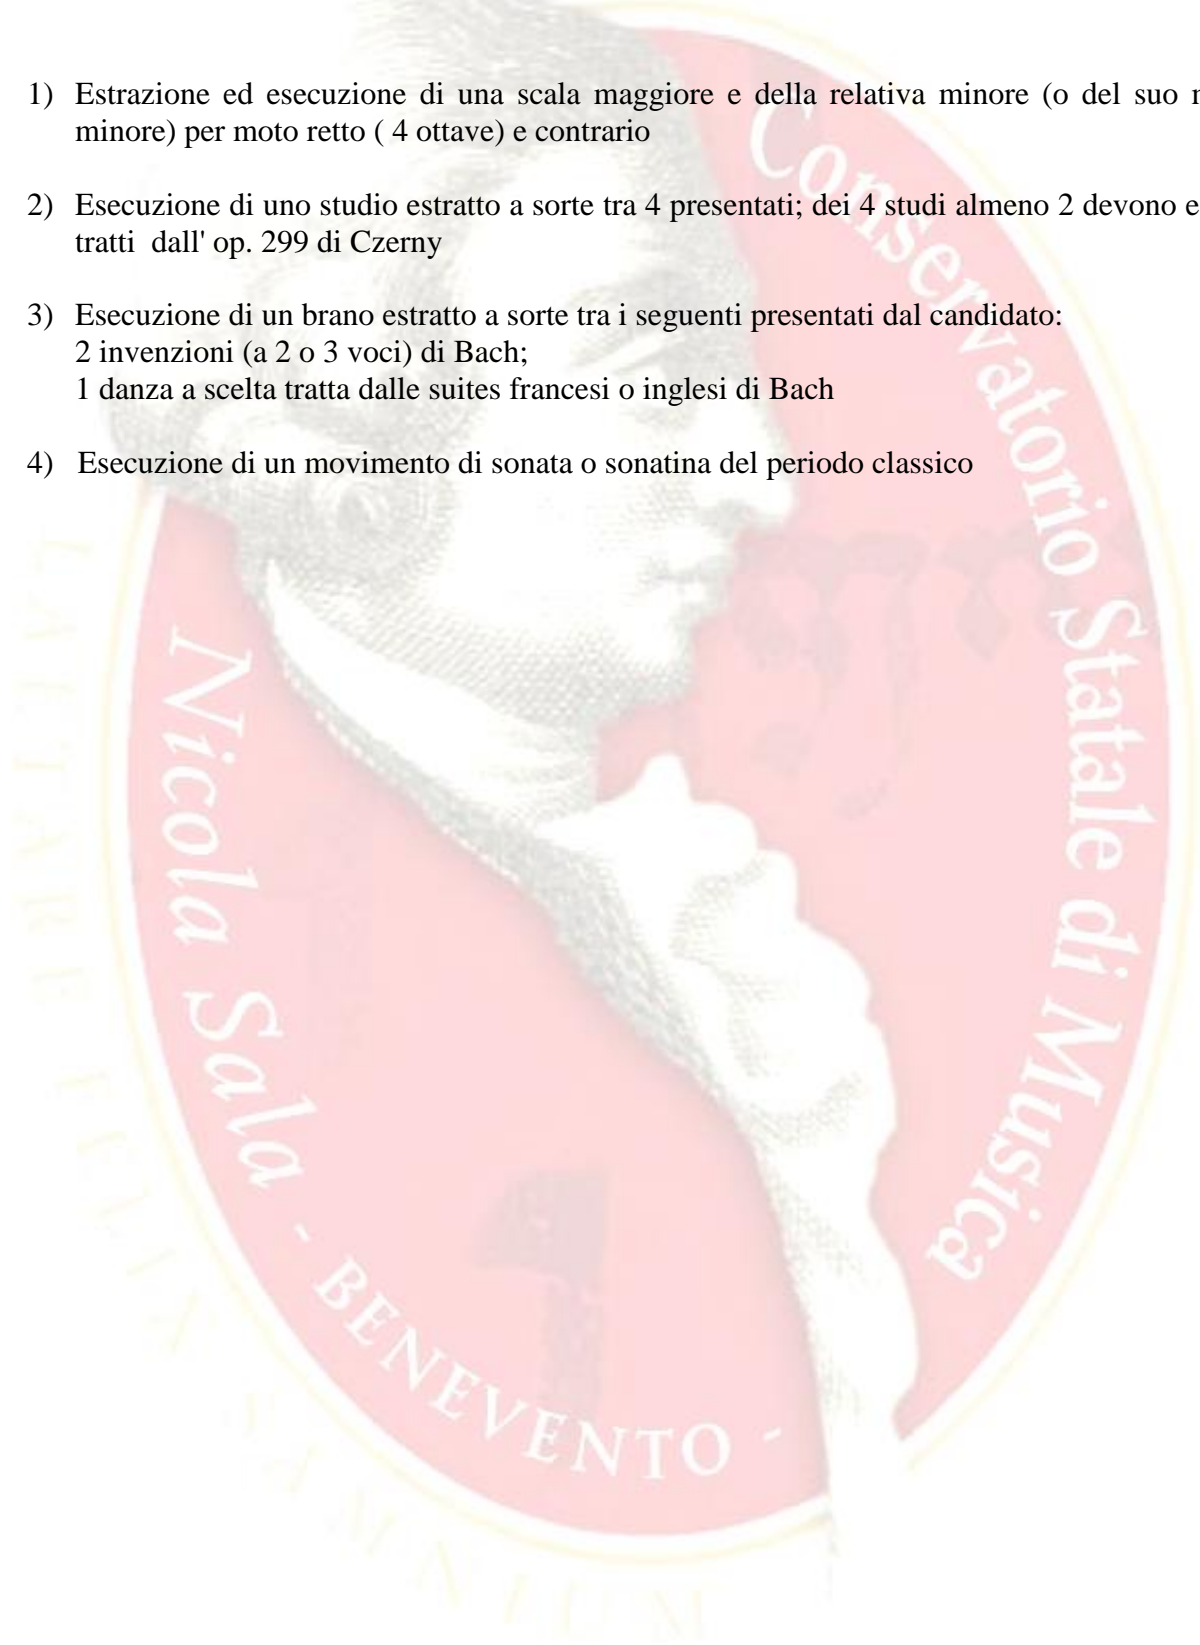 1) Estrazione ed esecuzione di una scala maggiore e della relativa minore (o del suo
minore) per moto retto ( 4 ottave) e contrario
2) Esecuzione di uno studio estratto a sorte tra 4 presentati; dei 4 studi almeno 2 devono
tratti dall' op. 299 di Czerny
3) Esecuzione di un brano estratto a sorte tra i seguenti presentati dal candidato:
2 invenzioni (a 2 o 3 voci) di Bach;
1 danza a scelta tratta dalle suites francesi o inglesi di Bach
4) Esecuzione di un movimento di sonata o sonatina del periodo classico
Conservatorio Statale di Musica
Nicola Sala - BENEVENTO -